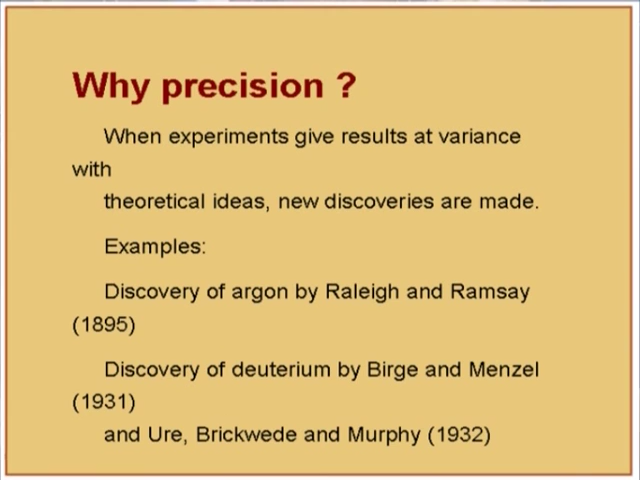 Why precision ?
When experiments give results at variance
with
theoretical ideas, new discoveries are made.
Examples:
Discovery of argon by Raleigh and Ramsay
(1895)
Discovery of deuterium by Birge and Menzel
(1931)
and Ure, Brickwede and Murphy (1932)